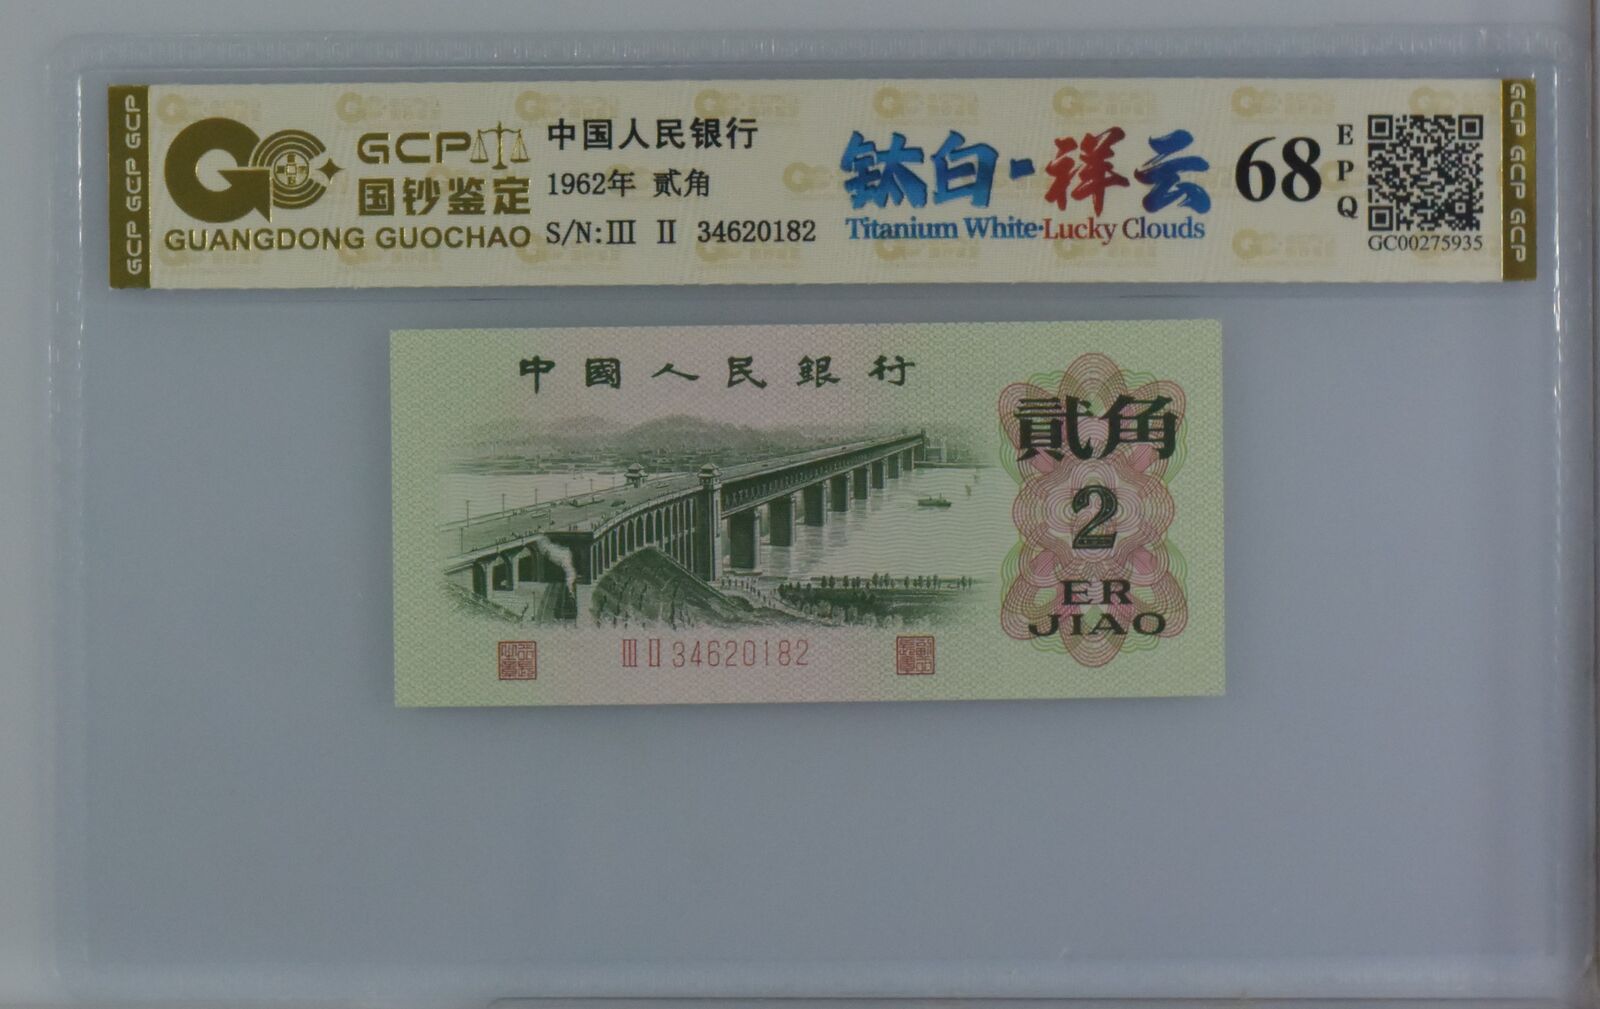 GCP GCP GCP
GCP
国钞鉴定
GUANGDONG GUOCHAO
中国人民银行
1962年 贰角
S/N:Ⅲ Ⅱ 34620182
钛白·祥云
Titanium White·Lucky Clouds
68
EPQ
GC00275935
GCP GCP GCP
中國人民銀行
貳角
2
ER
JIAO
Ⅲ Ⅱ 34620182